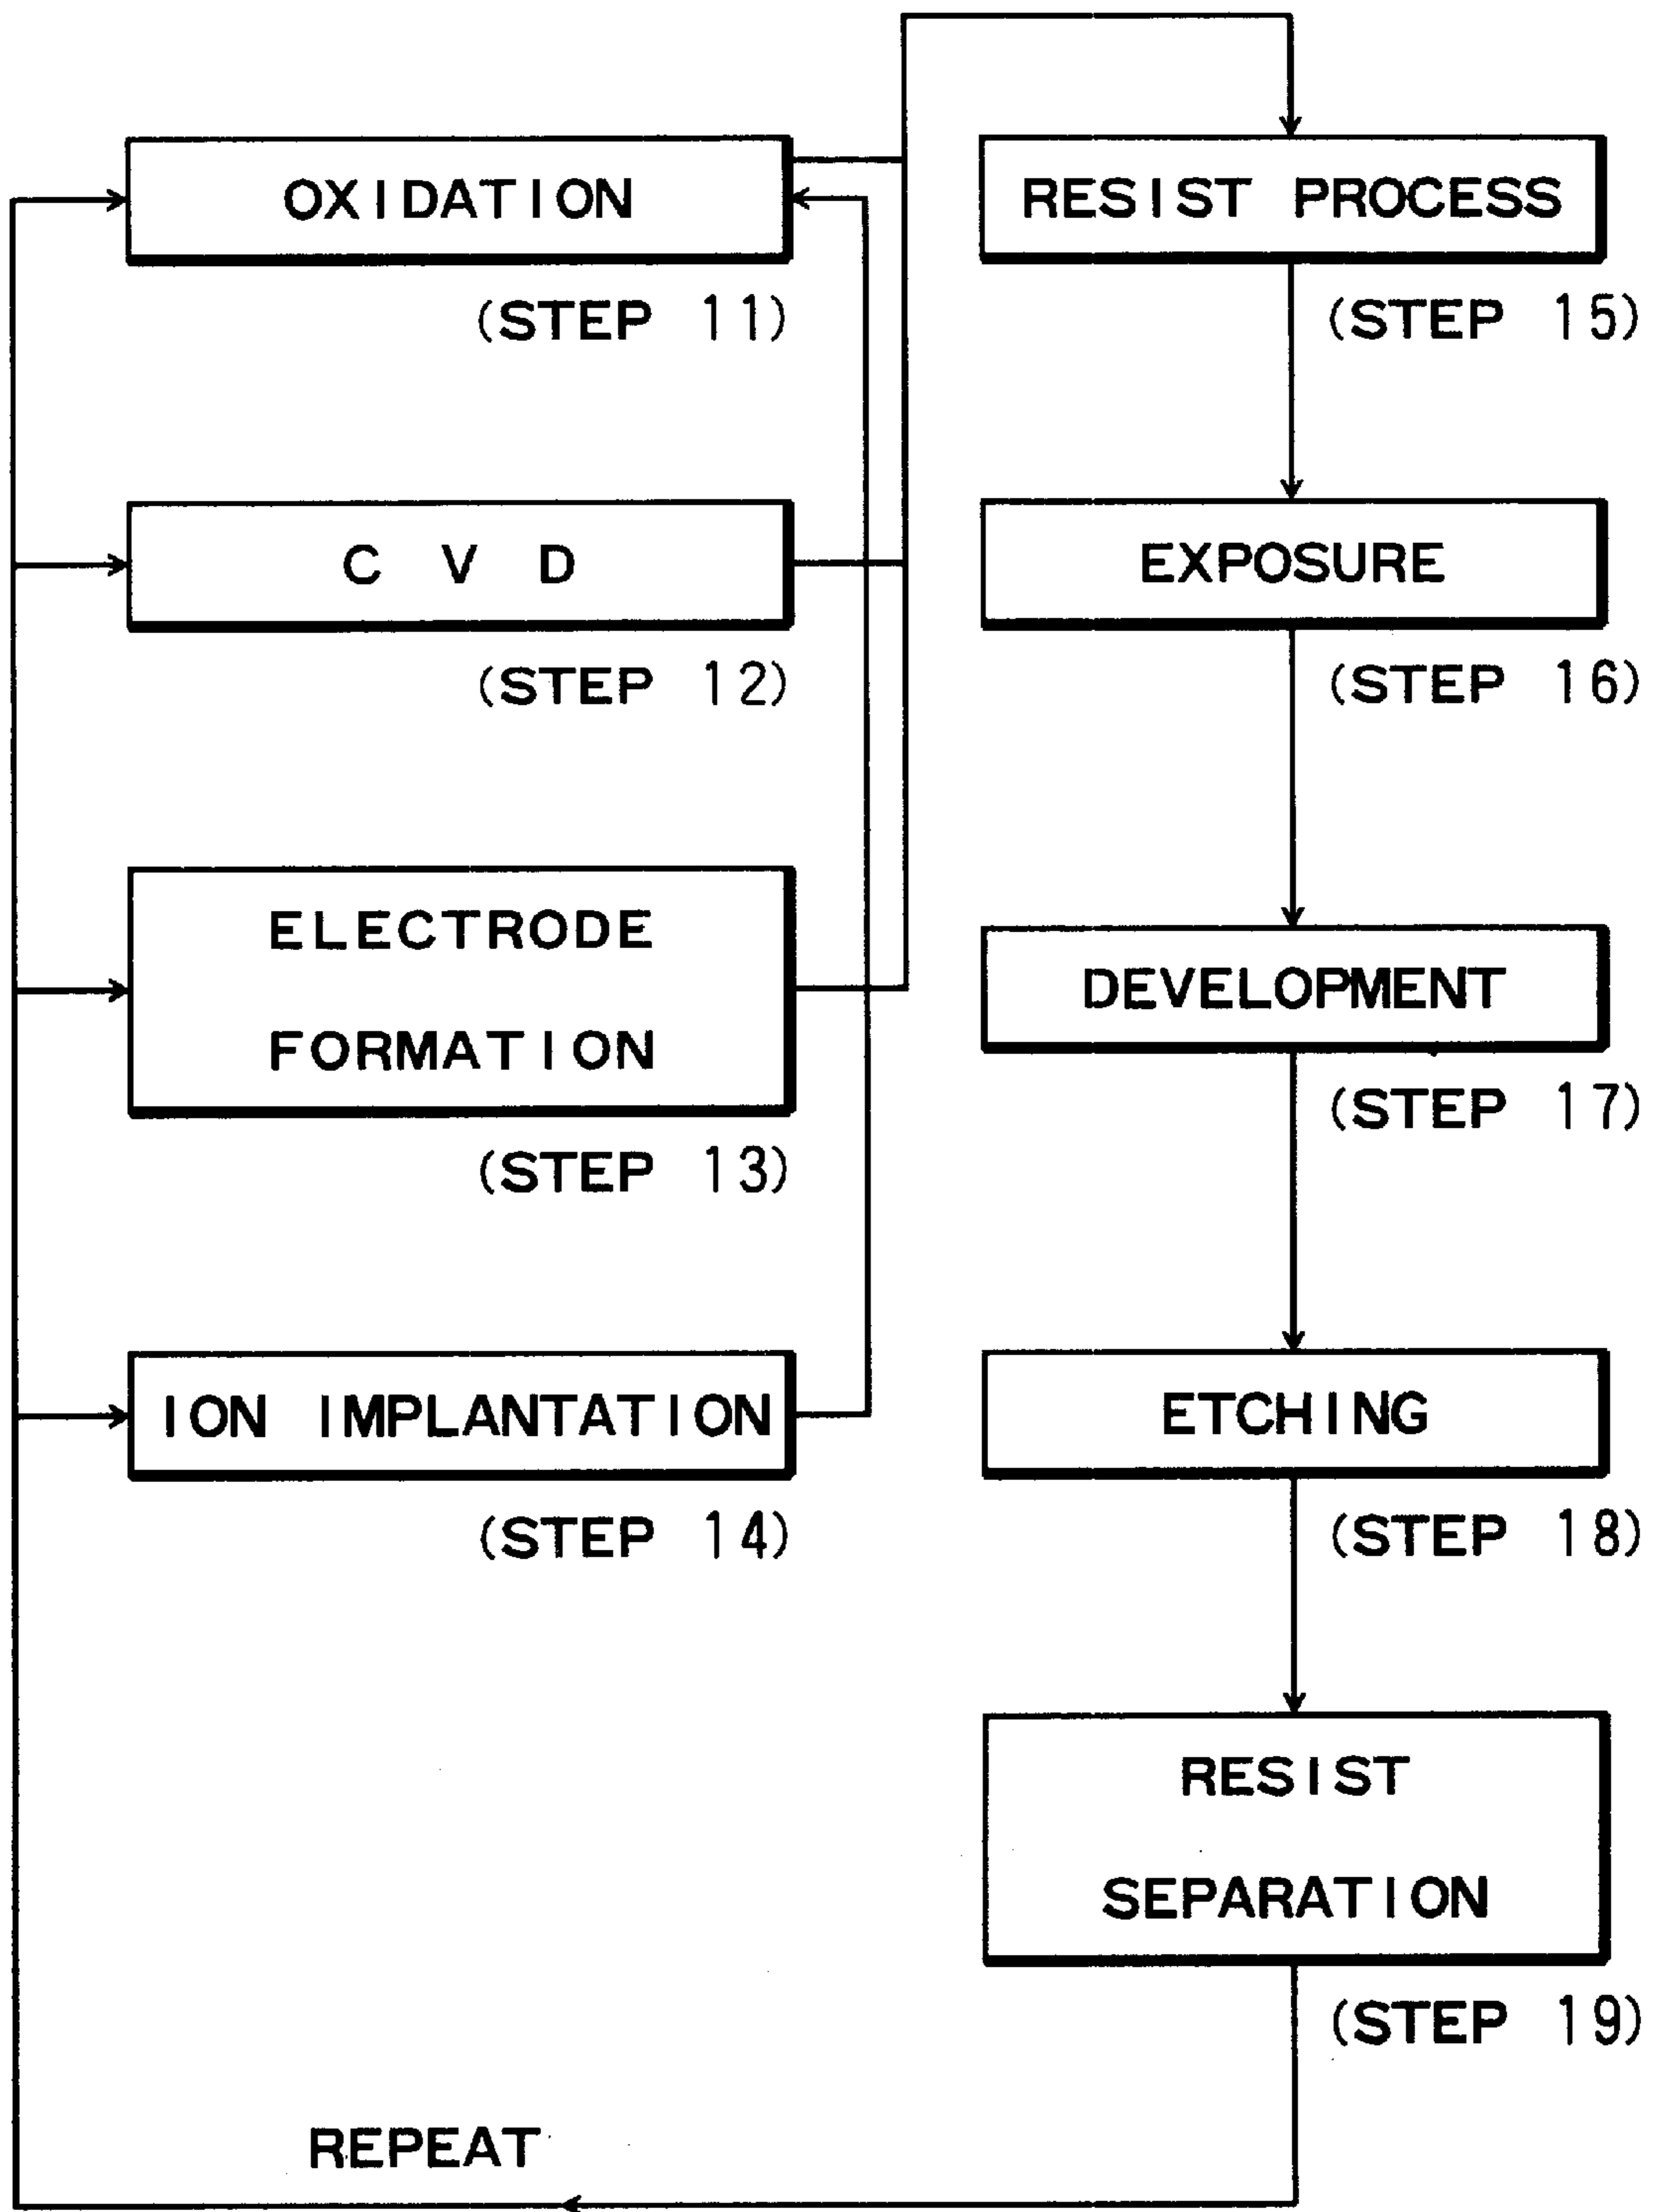 OXIDATION
(STEP 11)
C V D
(STEP 12)
ELECTRODE
FORMATION
(STEP 13)
ION IMPLANTATION
(STEP 14)
RESIST PROCESS
(STEP 15)
EXPOSURE
(STEP 16)
DEVELOPMENT
(STEP 17)
ETCHING
(STEP 18)
RESIST
SEPARATION
(STEP 19)
REPEAT